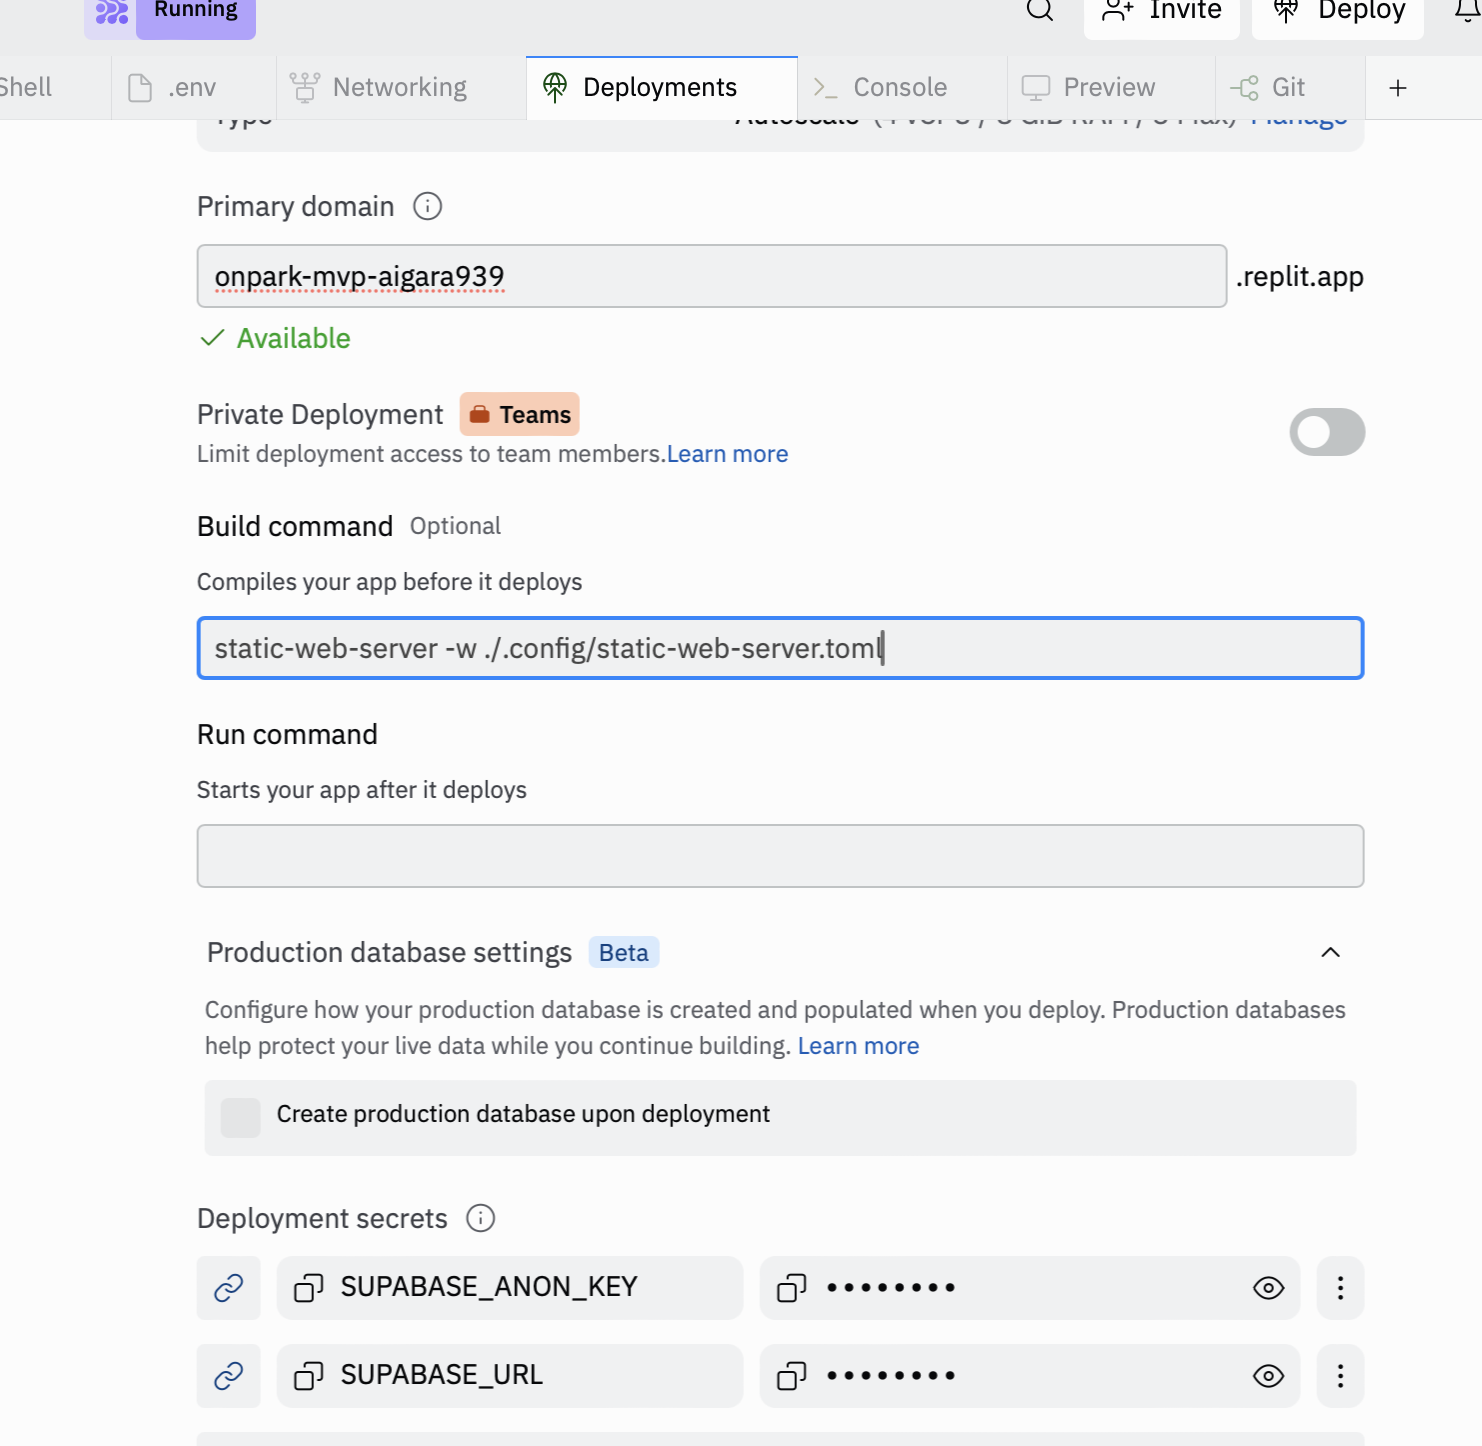 Running
Invite
Deploy
Shell
.env
Networking
Deployments
Console
Preview
Git
Type
Autoscale
Manage
Primary domain
onpark-mvp-aigara939
.replit.app
Available
Private Deployment Teams
Limit deployment access to team members.Learn more
Build command Optional
Compiles your app before it deploys
static-web-server -w ./.config/static-web-server.toml
Run command
Starts your app after it deploys
Production database settings Beta
Configure how your production database is created and populated when you deploy. Production databases
help protect your live data while you continue building. Learn more
Create production database upon deployment
Deployment secrets
SUPABASE_ANON_KEY
••••••••
SUPABASE_URL
••••••••